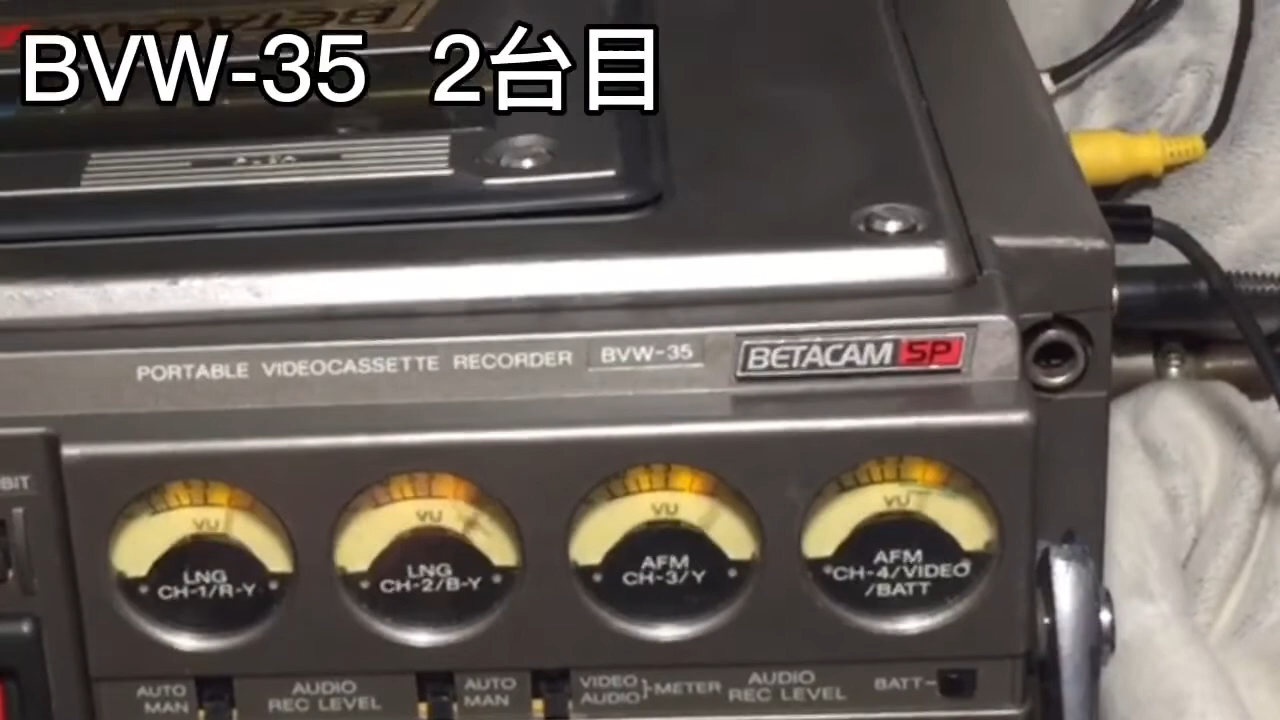 BETACAM
BVW-35 2台目
PORTABLE VIDEOCASSETTE RECORDER BVW-35 BETACAM SP
BIT
VU VU VU VU
LNG CH-1/R-Y
LNG CH-2/B-Y
AFM CH-3/Y
AFM CH-4/VIDEO /BATT
AUTO MAN
AUDIO REC LEVEL
AUTO MAN
VIDEO AUDIO }METER
AUDIO REC LEVEL
BATT